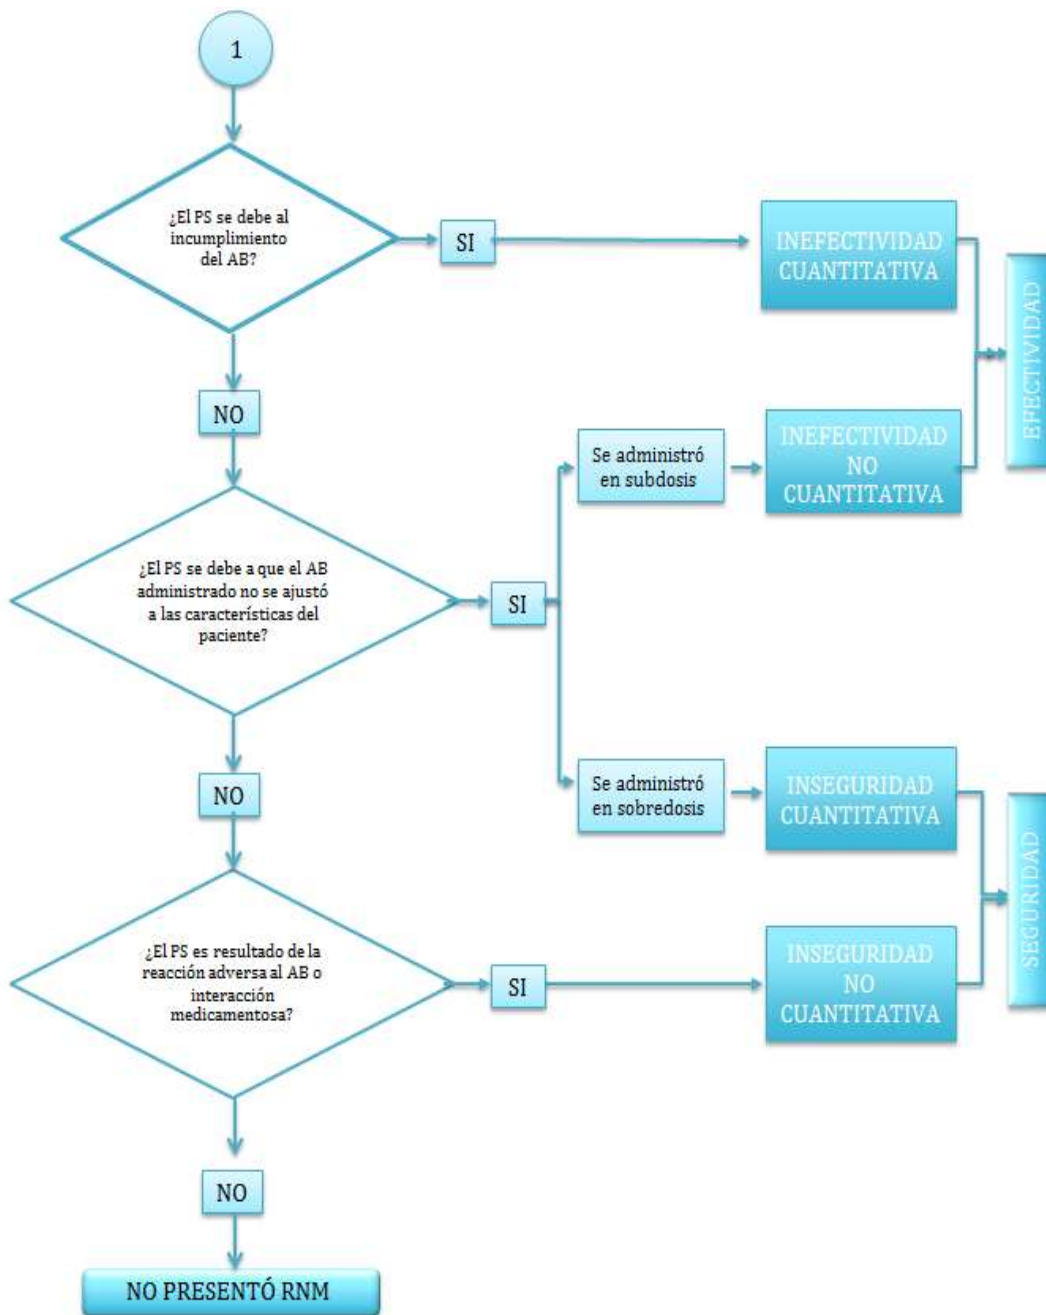 1
¿El PS se debe al
incumplimiento
del AB?
SI
INEFECTIVIDAD
CUANTITATIVA
EFECTIVIDAD
NO
Se administró
en subdosis
INEFECTIVIDAD
NO
CUANTITATIVA
¿El PS se debe a que el AB
administrado no se ajustó
a las características del
paciente?
SI
NO
Se administró
en sobredosis
INSEGURIDAD
CUANTITATIVA
SEGURIDAD
¿El PS es resultado de la
reacción adversa al AB o
interacción
medicamentosa?
SI
INSEGURIDAD
NO
CUANTITATIVA
NO
NO PRESENTÓ RNM